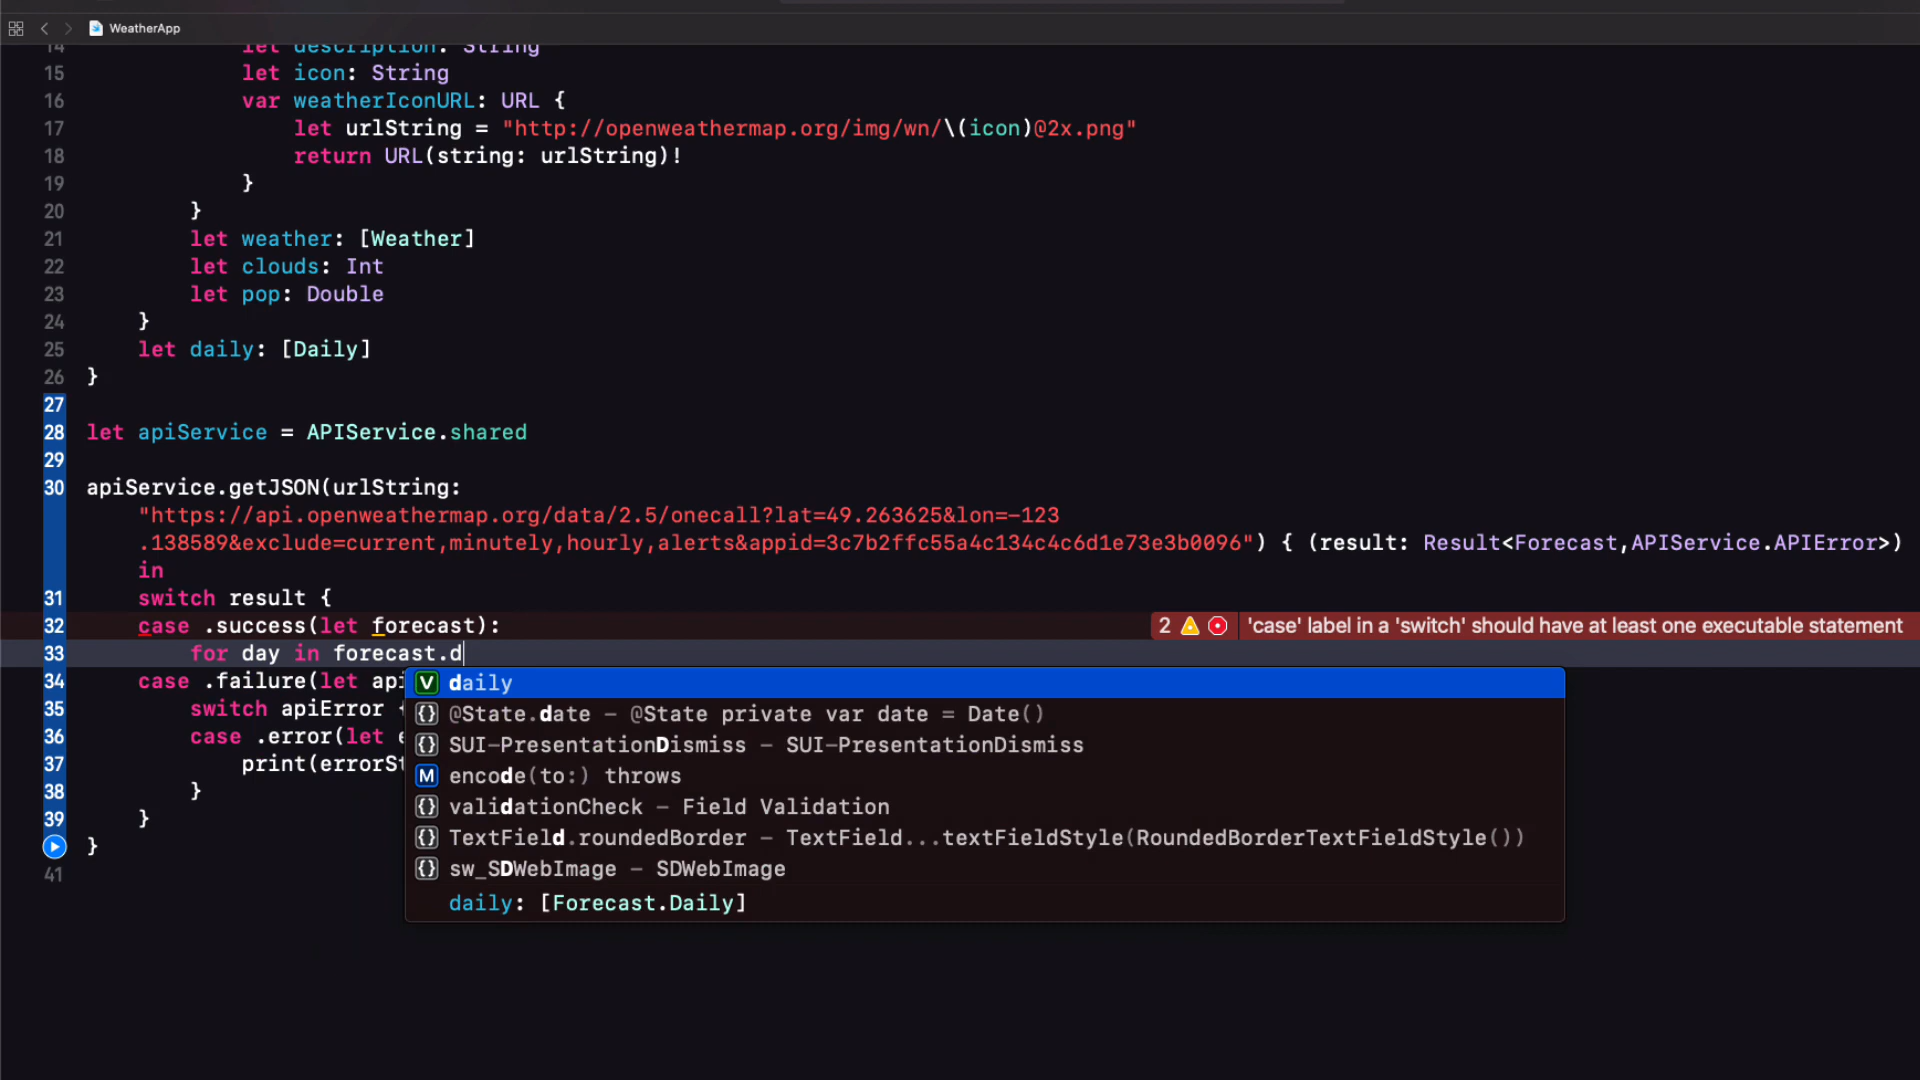 WeatherApp
14 let description: String
15 let icon: String
16 var weatherIconURL: URL {
17 let urlString = "http://openweathermap.org/img/wn/\(icon)@2x.png"
18 return URL(string: urlString)!
19 }
20 }
21 let weather: [Weather]
22 let clouds: Int
23 let pop: Double
24 }
25 let daily: [Daily]
26 }
27
28 let apiService = APIService.shared
29
30 apiService.getJSON(urlString:
"https://api.openweathermap.org/data/2.5/onecall?lat=49.263625&lon=-123
.138589&exclude=current,minutely,hourly,alerts&appid=3c7b2ffc55a4c134c4c6d1e73e3b0096") { (result: Result<Forecast,APIService.APIError>)
in
31 switch result {
32 case .success(let forecast): 2 'case' label in a 'switch' should have at least one executable statement
33 for day in forecast.d
34 case .failure(let api
V daily
35 switch apiError {
{} @State.date – @State private var date = Date()
36 case .error(let e
{} SUI-PresentationDismiss – SUI-PresentationDismiss
37 print(errorSt
M encode(to:) throws
38 }
{} validationCheck – Field Validation
39 }
{} TextField.roundedBorder – TextField...textFieldStyle(RoundedBorderTextFieldStyle())
}
{} sw_SDWebImage – SDWebImage
41
daily: [Forecast.Daily]